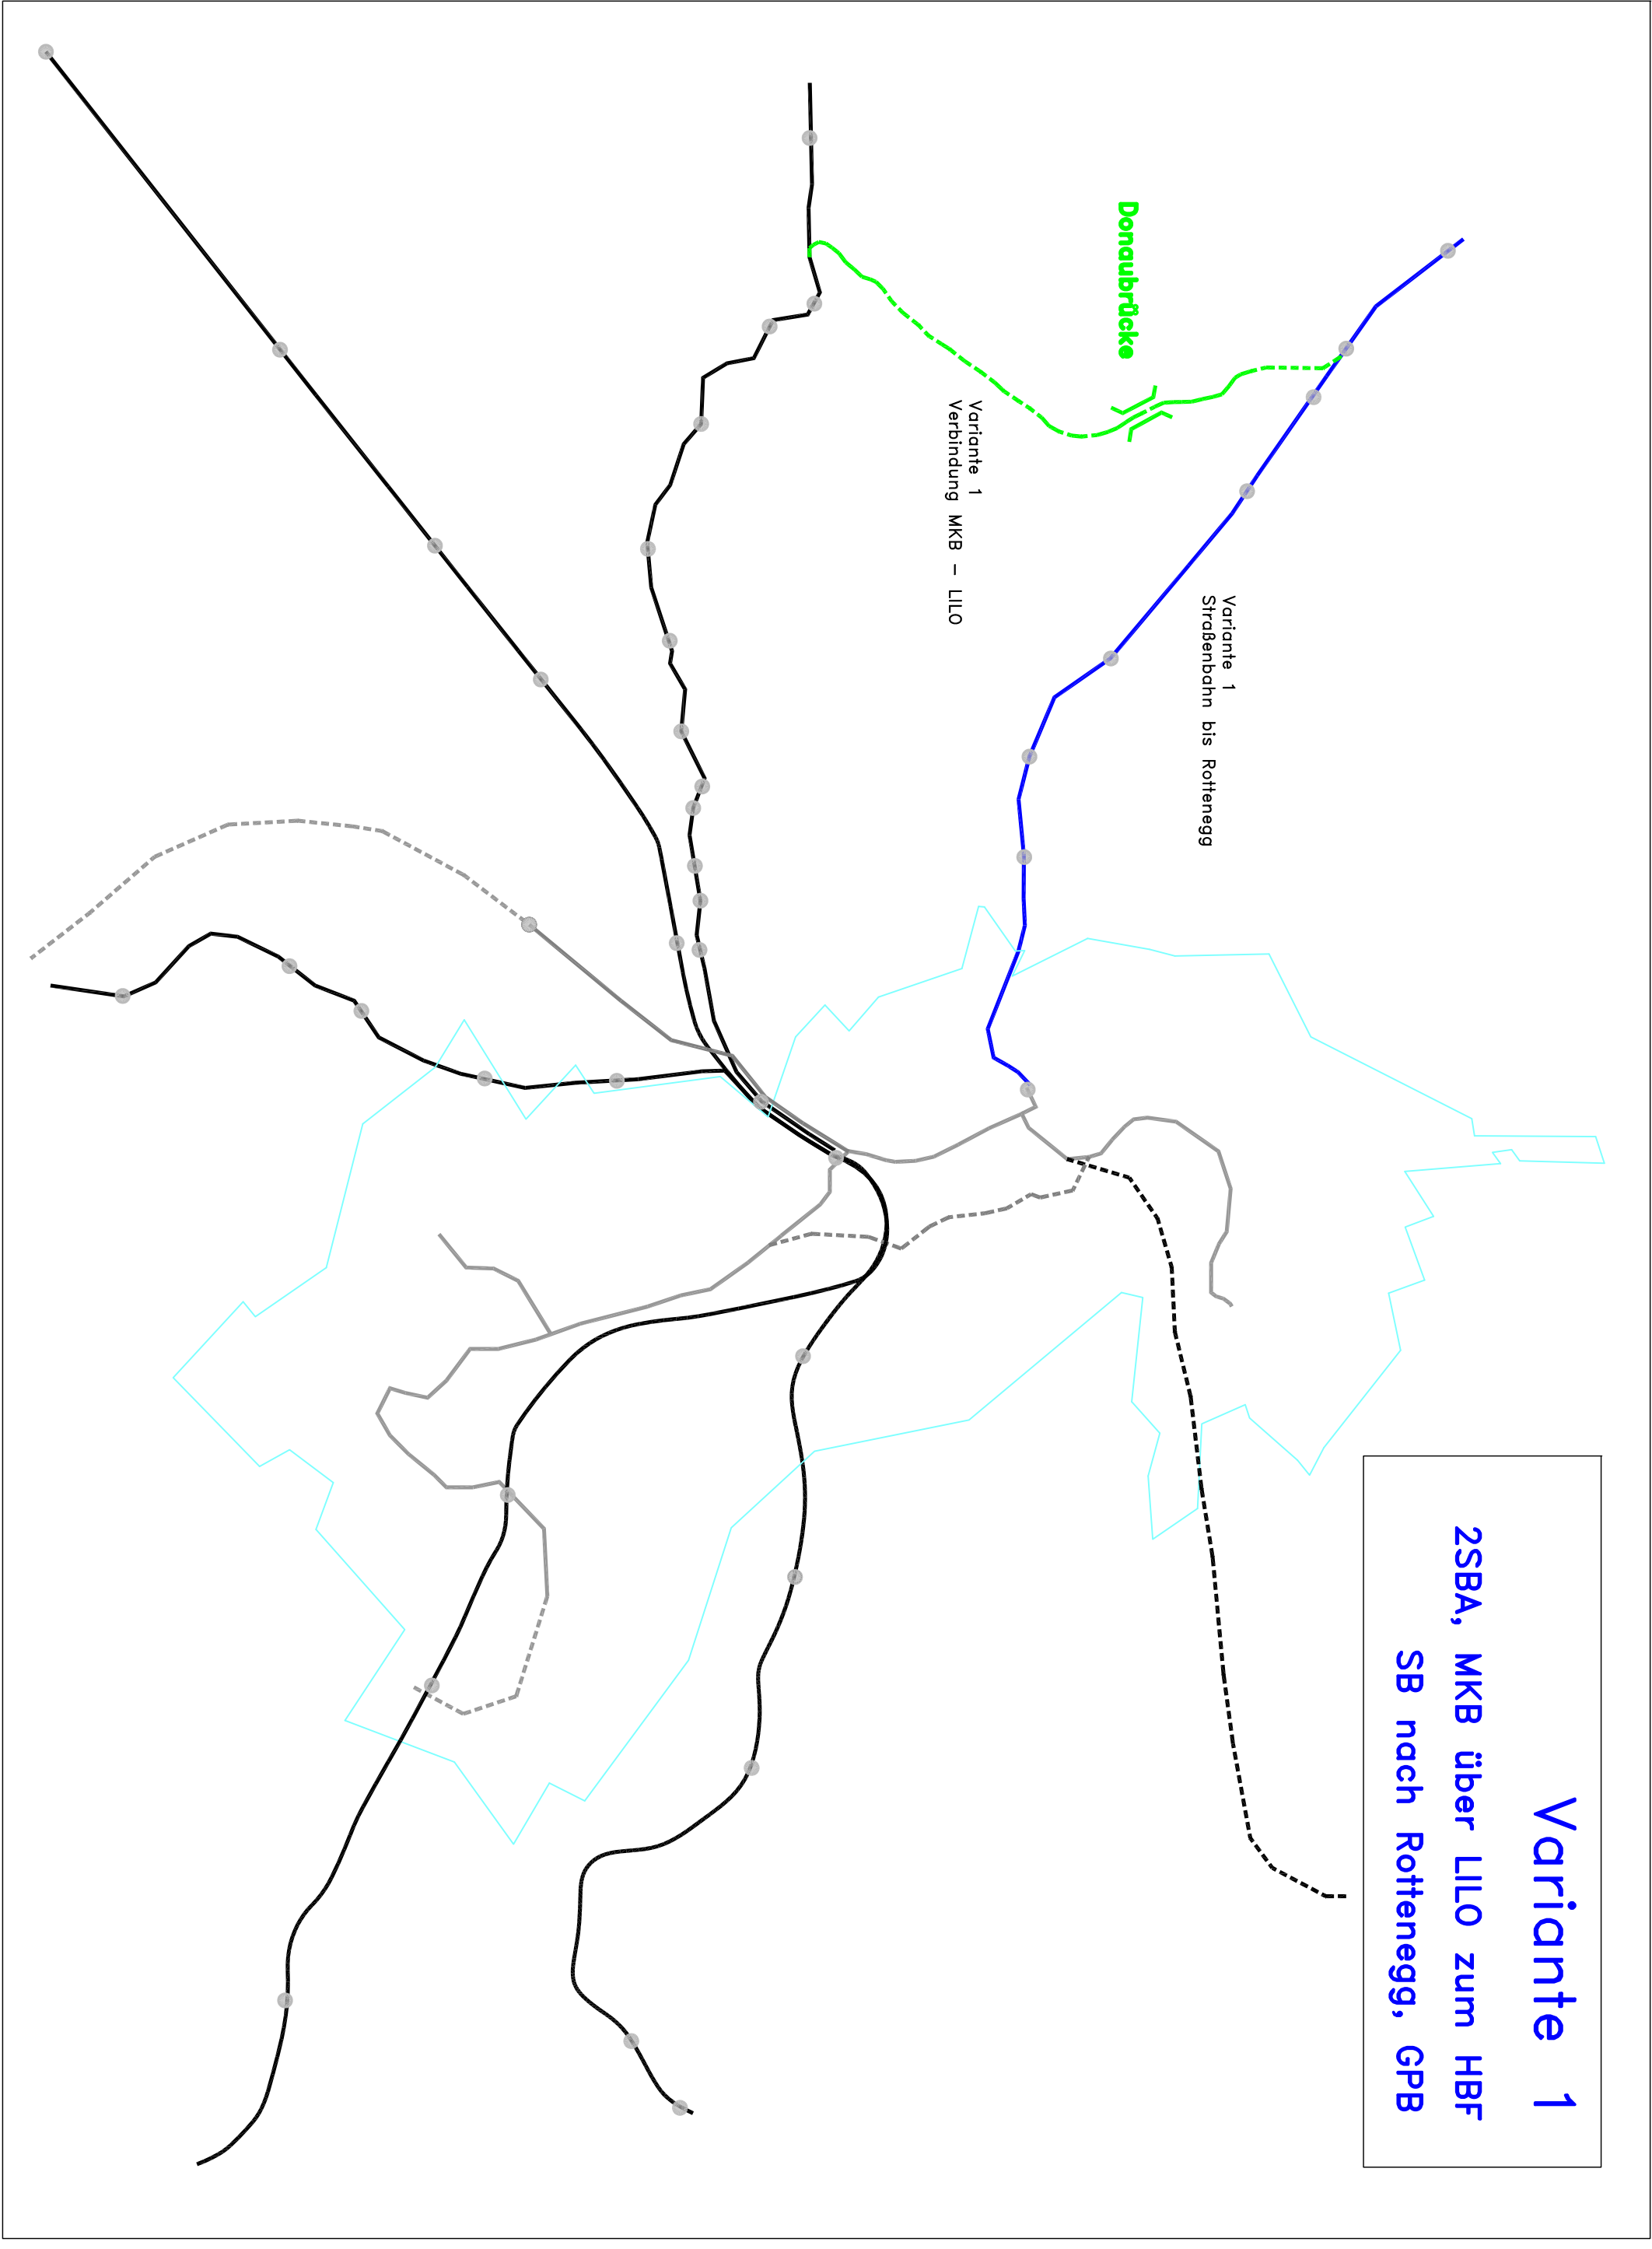 Variante 1
2SBA, MKB über LILO zum HBF
SB nach Rottenegg, GPB
Variante 1
Straßenbahn bis Rottenegg
Donaubrücke
Variante 1
Verbindung MKB - LILO